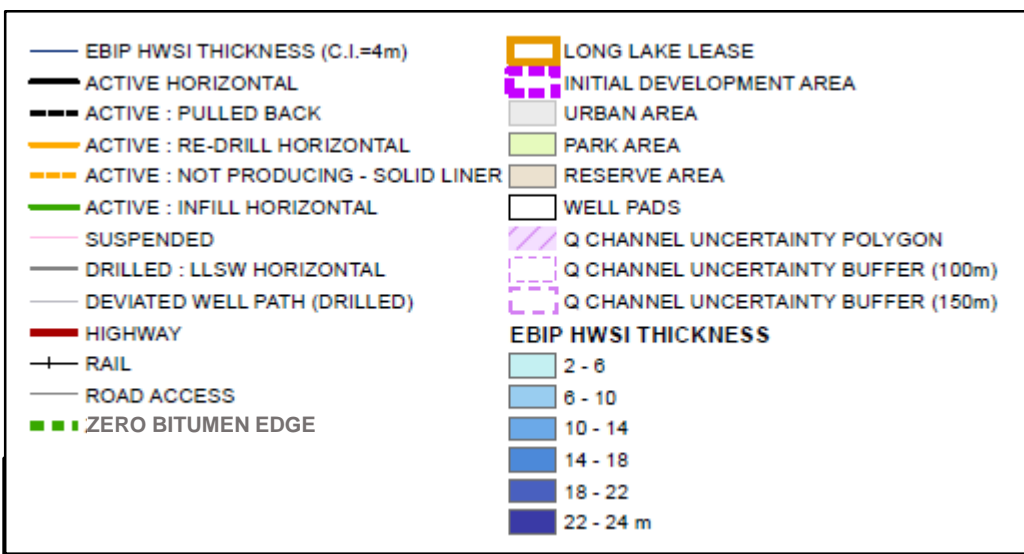 EBIP HWSI THICKNESS (C.I.=4m)
ACTIVE HORIZONTAL
ACTIVE : PULLED BACK
ACTIVE : RE-DRILL HORIZONTAL
ACTIVE : NOT PRODUCING - SOLID LINER
ACTIVE : INFILL HORIZONTAL
SUSPENDED
DRILLED : LLSW HORIZONTAL
DEVIATED WELL PATH (DRILLED)
HIGHWAY
RAIL
ROAD ACCESS
ZERO BITUMEN EDGE
LONG LAKE LEASE
INITIAL DEVELOPMENT AREA
URBAN AREA
PARK AREA
RESERVE AREA
WELL PADS
Q CHANNEL UNCERTAINTY POLYGON
Q CHANNEL UNCERTAINTY BUFFER (100m)
Q CHANNEL UNCERTAINTY BUFFER (150m)
EBIP HWSI THICKNESS
2 - 6
6 - 10
10 - 14
14 - 18
18 - 22
22 - 24 m